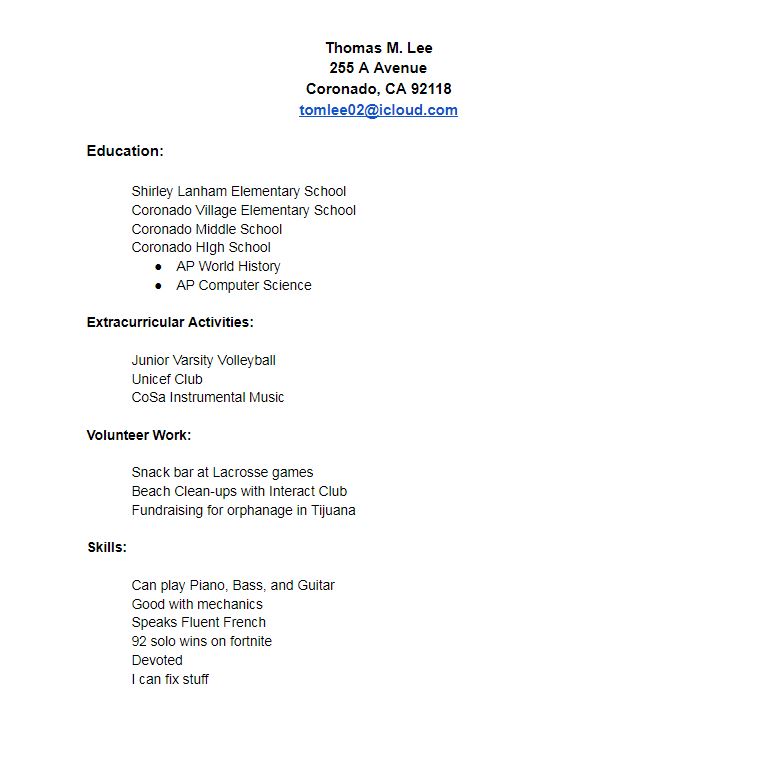 Thomas M. Lee
255 A Avenue
Coronado, CA 92118
tomlee02@icloud.com
Education:
Shirley Lanham Elementary School
Coronado Village Elementary School
Coronado Middle School
Coronado HIgh School
● AP World History
● AP Computer Science
Extracurricular Activities:
Junior Varsity Volleyball
Unicef Club
CoSa Instrumental Music
Volunteer Work:
Snack bar at Lacrosse games
Beach Clean-ups with Interact Club
Fundraising for orphanage in Tijuana
Skills:
Can play Piano, Bass, and Guitar
Good with mechanics
Speaks Fluent French
92 solo wins on fortnite
Devoted
I can fix stuff